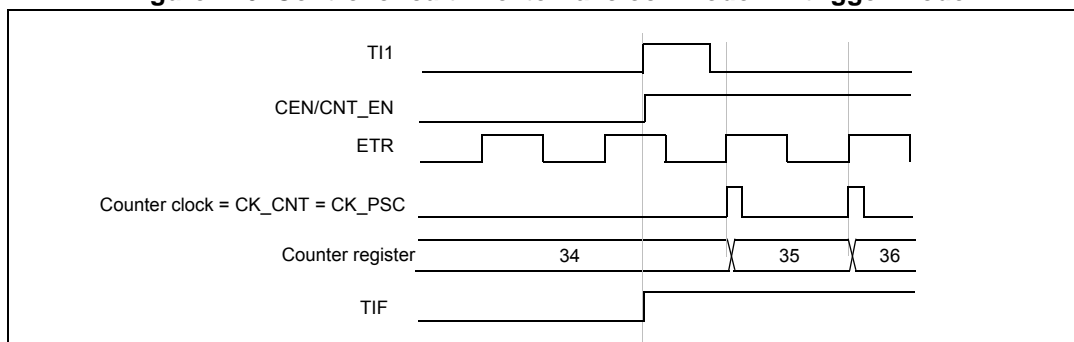 TI1
CEN/CNT_EN
ETR
Counter clock = CK_CNT = CK_PSC
Counter register
34
35
36
TIF